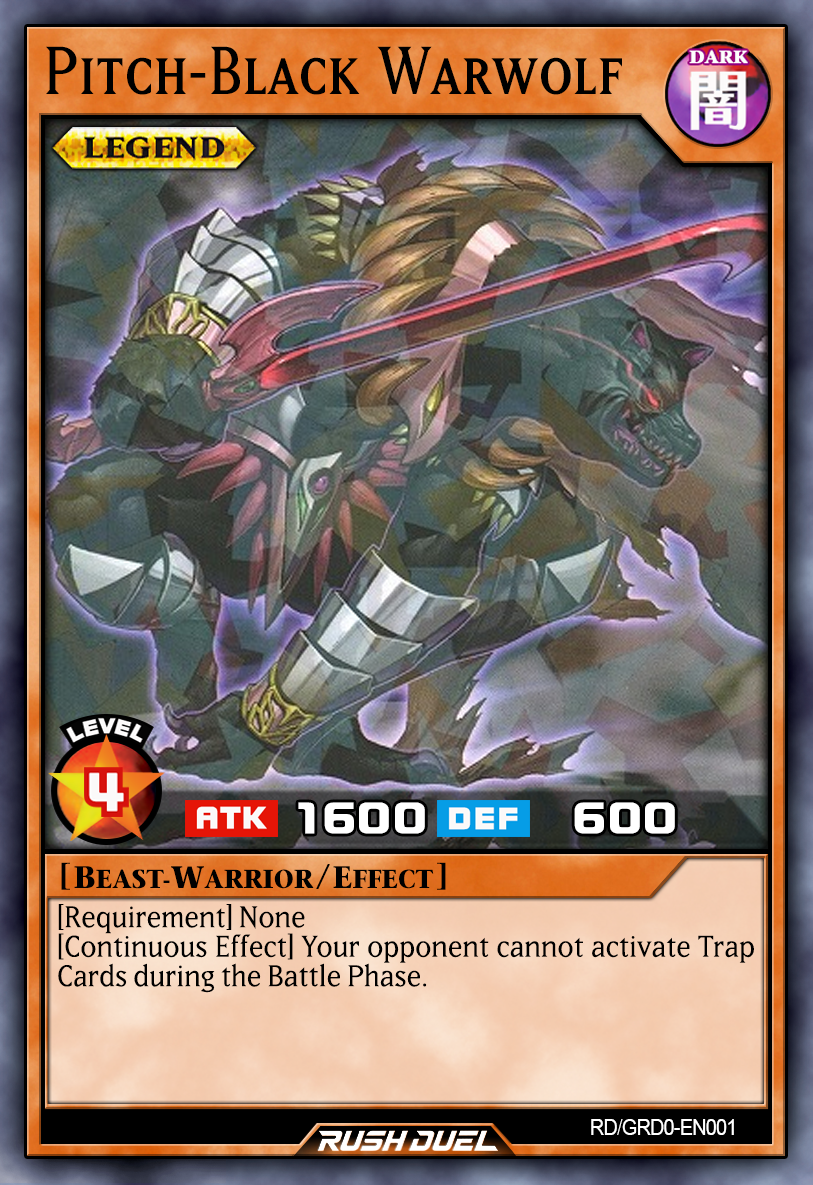 Pitch-Black Warwolf
DARK
闇
LEGEND
LEVEL
4
ATK 1600 DEF 600
[Beast-Warrior/Effect]
[Requirement] None
[Continuous Effect] Your opponent cannot activate Trap
Cards during the Battle Phase.
RUSH DUEL
RD/GRD0-EN001